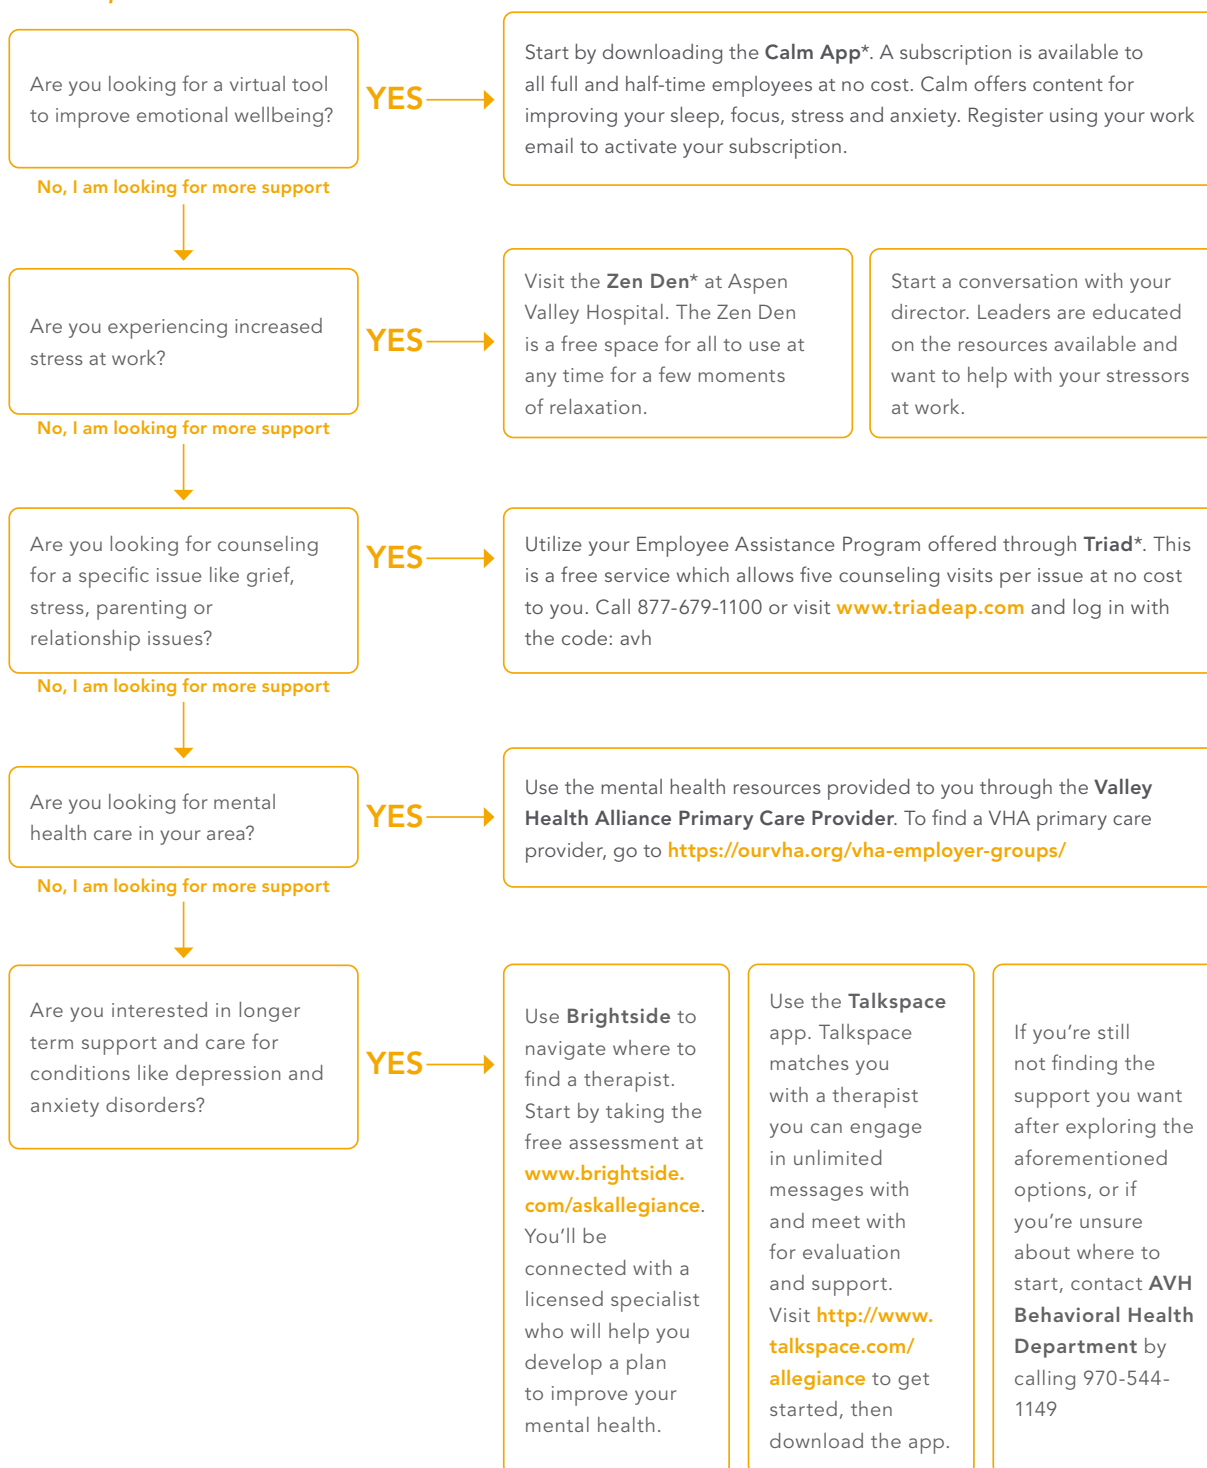 Are you looking for a virtual tool
to improve emotional wellbeing?
YES
Start by downloading the Calm App*. A subscription is available to
all full and half-time employees at no cost. Calm offers content for
improving your sleep, focus, stress and anxiety. Register using your work
email to activate your subscription.
No, I am looking for more support
Are you experiencing increased
stress at work?
YES
Visit the Zen Den* at Aspen
Valley Hospital. The Zen Den
is a free space for all to use at
any time for a few moments
of relaxation.
Start a conversation with your
director. Leaders are educated
on the resources available and
want to help with your stressors
at work.
No, I am looking for more support
Are you looking for counseling
for a specific issue like grief,
stress, parenting or
relationship issues?
YES
Utilize your Employee Assistance Program offered through Triad*. This
is a free service which allows five counseling visits per issue at no cost
to you. Call 877-679-1100 or visit www.triadeap.com and log in with
the code: avh
No, I am looking for more support
Are you looking for mental
health care in your area?
YES
Use the mental health resources provided to you through the Valley
Health Alliance Primary Care Provider. To find a VHA primary care
provider, go to https://ourvha.org/vha-employer-groups/
No, I am looking for more support
Are you interested in longer
term support and care for
conditions like depression and
anxiety disorders?
YES
Use Brightside to
navigate where to
find a therapist.
Start by taking the
free assessment at
www.brightside.
com/askallegiance.
You'll be
connected with a
licensed specialist
who will help you
develop a plan
to improve your
mental health.
Use the Talkspace
app. Talkspace
matches you
with a therapist
you can engage
in unlimited
messages with
and meet with
for evaluation
and support.
Visit http://www.
talkspace.com/
allegiance to get
started, then
download the app.
If you're still
not finding the
support you want
after exploring the
aforementioned
options, or if
you're unsure
about where to
start, contact AVH
Behavioral Health
Department by
calling 970-544-
1149